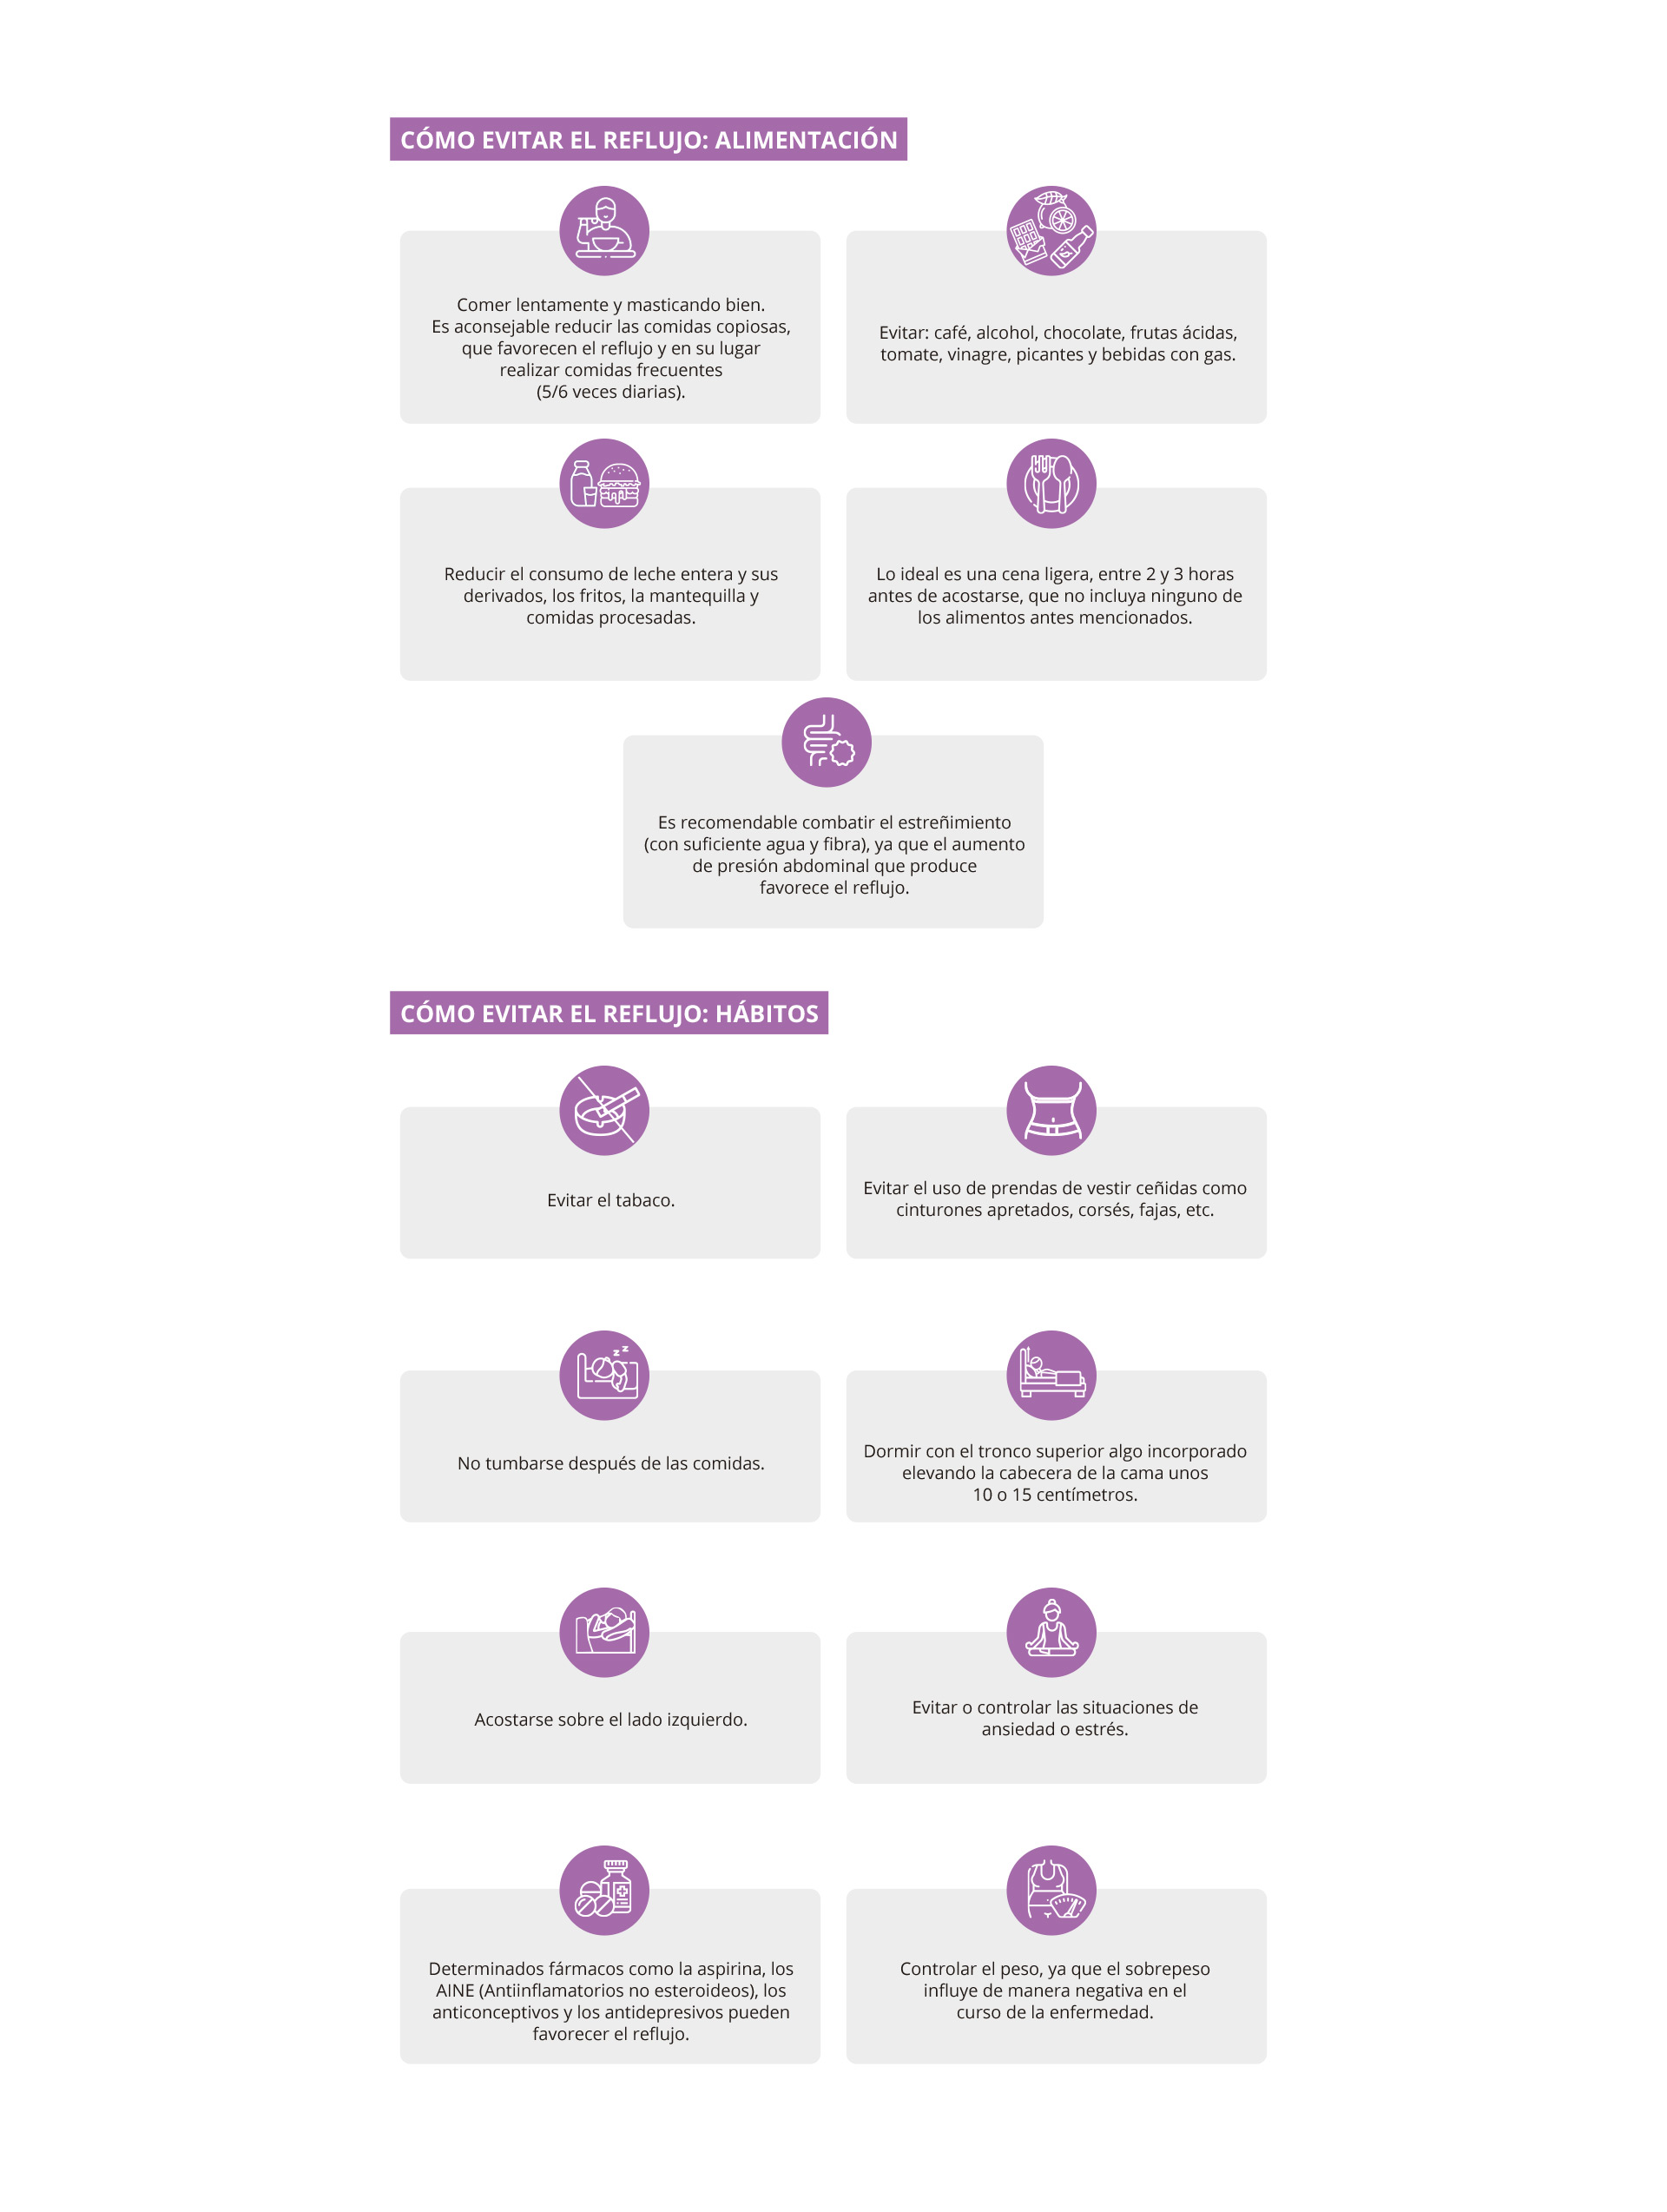 CÓMO EVITAR EL REFLUJO: ALIMENTACIÓN
Comer lentamente y masticando bien.
Es aconsejable reducir las comidas copiosas,
que favorecen el reflujo y en su lugar
realizar comidas frecuentes
(5/6 veces diarias).
Evitar: café, alcohol, chocolate, frutas ácidas,
tomate, vinagre, picantes y bebidas con gas.
Reducir el consumo de leche entera y sus
derivados, los fritos, la mantequilla y
comidas procesadas.
Lo ideal es una cena ligera, entre 2 y 3 horas
antes de acostarse, que no incluya ninguno de
los alimentos antes mencionados.
Es recomendable combatir el estreñimiento
(con suficiente agua y fibra), ya que el aumento
de presión abdominal que produce
favorece el reflujo.
CÓMO EVITAR EL REFLUJO: HÁBITOS
Evitar el tabaco.
Evitar el uso de prendas de vestir ceñidas como
cinturones apretados, corsés, fajas, etc.
No tumbarse después de las comidas.
Dormir con el tronco superior algo incorporado
elevando la cabecera de la cama unos
10 o 15 centímetros.
Acostarse sobre el lado izquierdo.
Evitar o controlar las situaciones de
ansiedad o estrés.
Determinados fármacos como la aspirina, los
AINE (Antiinflamatorios no esteroideos), los
anticonceptivos y los antidepresivos pueden
favorecer el reflujo.
Controlar el peso, ya que el sobrepeso
influye de manera negativa en el
curso de la enfermedad.